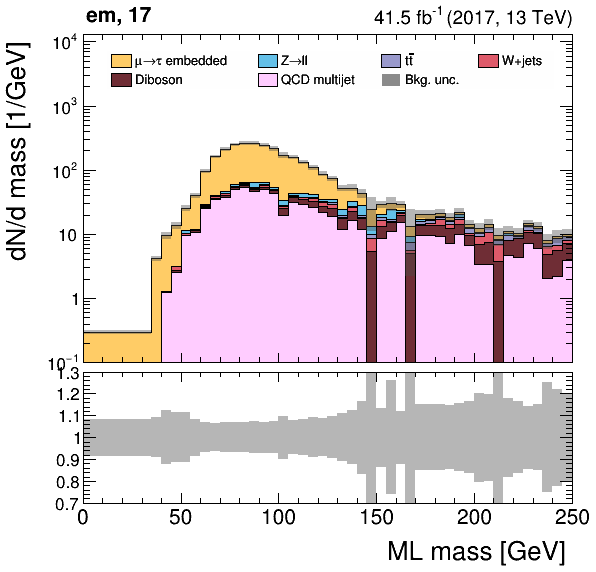 em, 17
41.5 fb⁻¹ (2017, 13 TeV)
dN/d mass [1/GeV]
μ→τ embedded
Z→ll
tt̄
W+jets
Diboson
QCD multijet
Bkg. unc.
10⁴
10³
10²
10
1
10⁻¹
1.3
1.2
1.1
1
0.9
0.8
0.7
0 50 100 150 200 250
ML mass [GeV]